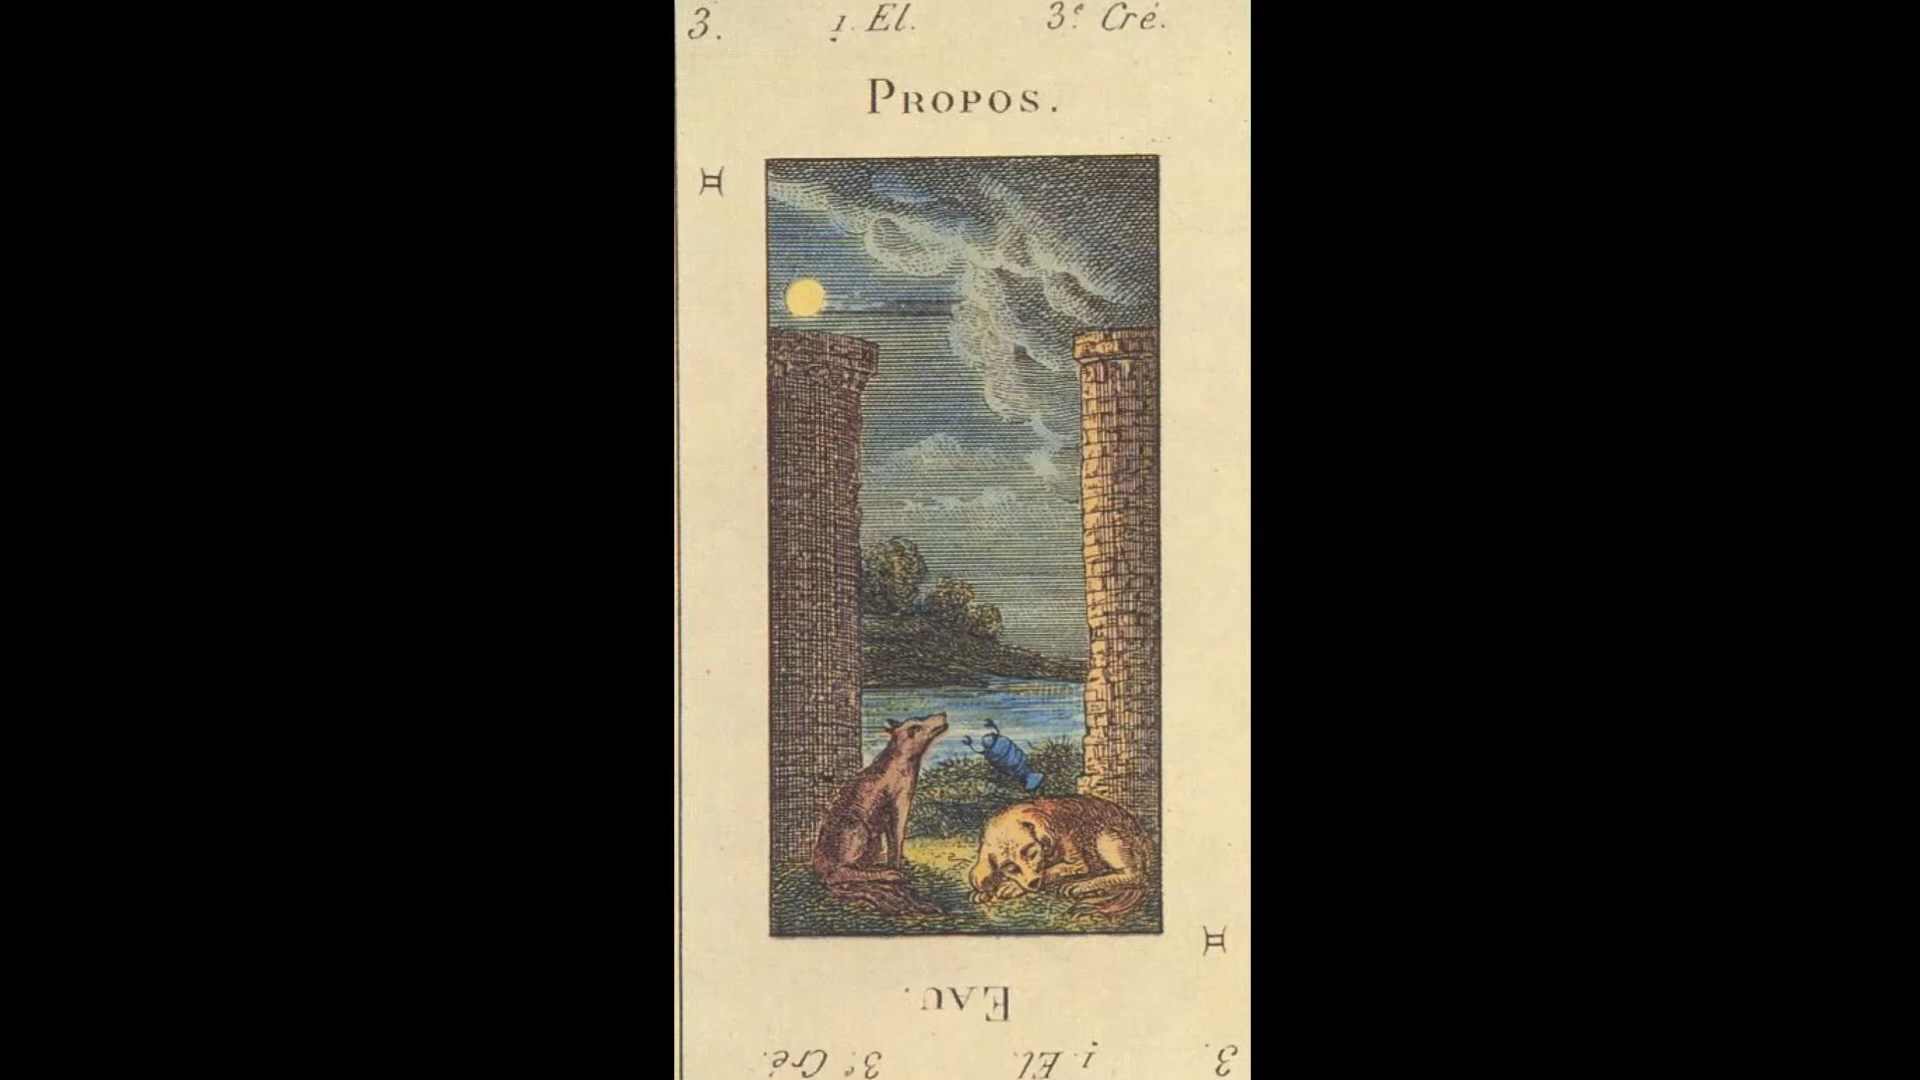 3. 1. El. 3.e Cré.
Propos.
♊
♊
Eau.
3. 1. El. 3.e Cré.